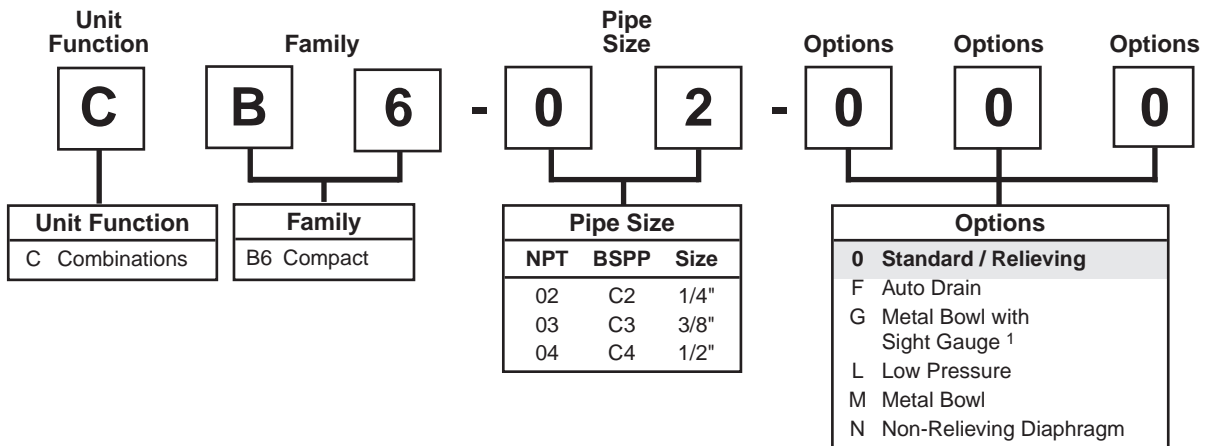 Unit
Function
Family
Pipe
Size
Options
Options
Options
C B 6 - 0 2 - 0 0 0
Unit Function
C Combinations
Family
B6 Compact
Pipe Size
NPT BSPP Size
02 C2 1/4"
03 C3 3/8"
04 C4 1/2"
Options
0 Standard / Relieving
F Auto Drain
G Metal Bowl with
Sight Gauge 1
L Low Pressure
M Metal Bowl
N Non-Relieving Diaphragm